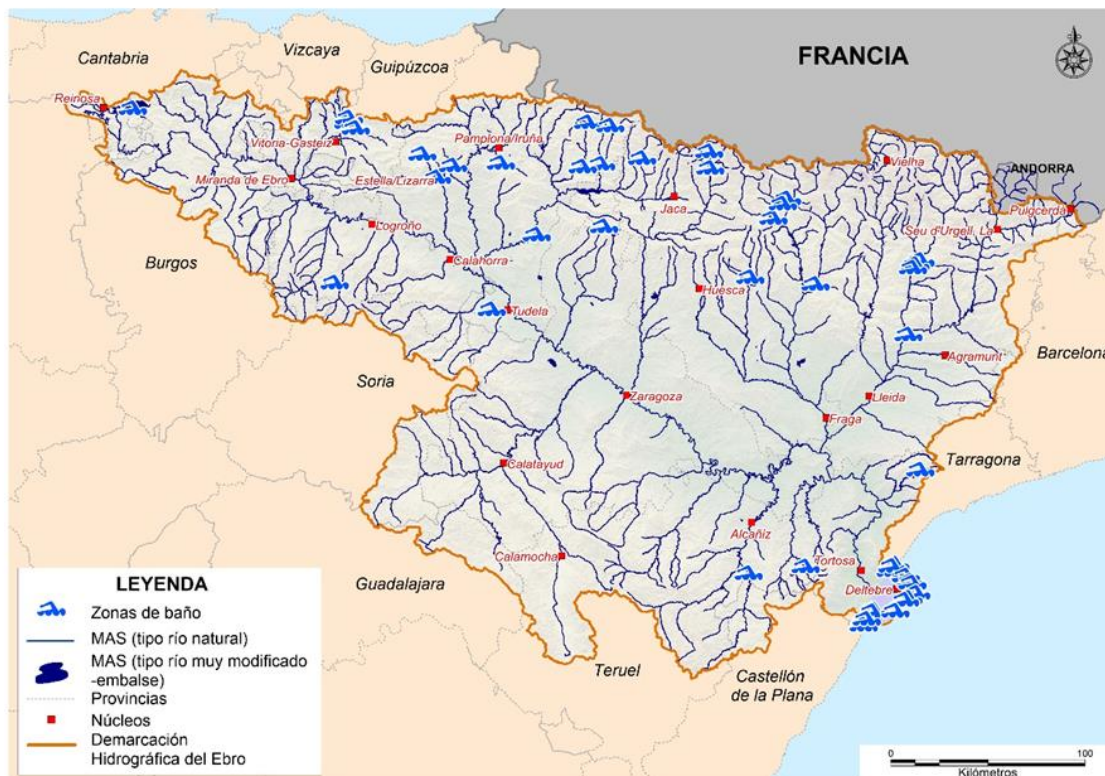 Cantabria
Vizcaya
Guipúzcoa
FRANCIA
Reinosa
Vitoria-Gasteiz
Pamplona/Iruña
Vielha
ANDORRA
Miranda de Ebro
Estella/Lizarra
Jaca
Puigcerdà
Seu d'Urgell, La
Logroño
Burgos
Calahorra
Huesca
Tudela
Barcelona
Agramunt
Soria
Zaragoza
Lleida
Fraga
Tarragona
Calatayud
Alcañiz
Calamocha
Tortosa
Deltebre
Guadalajara
Teruel
Castellón
de la Plana
LEYENDA
Zonas de baño
MAS (tipo río natural)
MAS (tipo río muy modificado
-embalse)
Provincias
Núcleos
Demarcación
Hidrográfica del Ebro
0 100
Kilómetros